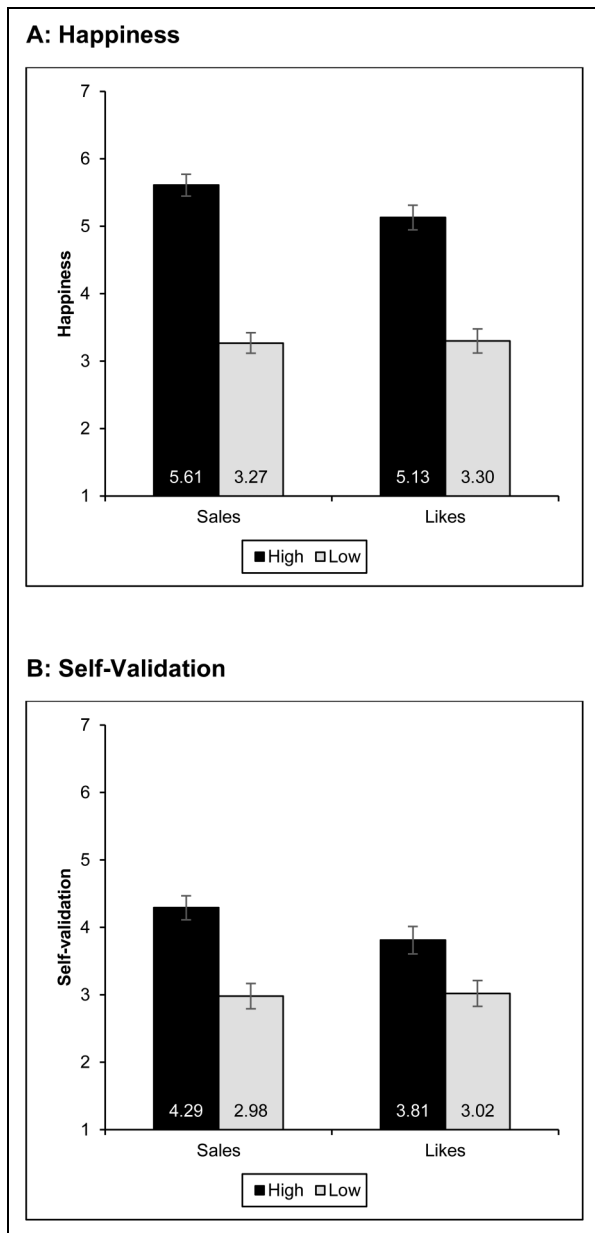 A: Happiness
7
6
5
4
3
2
1
Happiness
5.61 3.27 5.13 3.30
Sales Likes
High Low
B: Self-Validation
7
6
5
4
3
2
1
Self-validation
4.29 2.98 3.81 3.02
Sales Likes
High Low